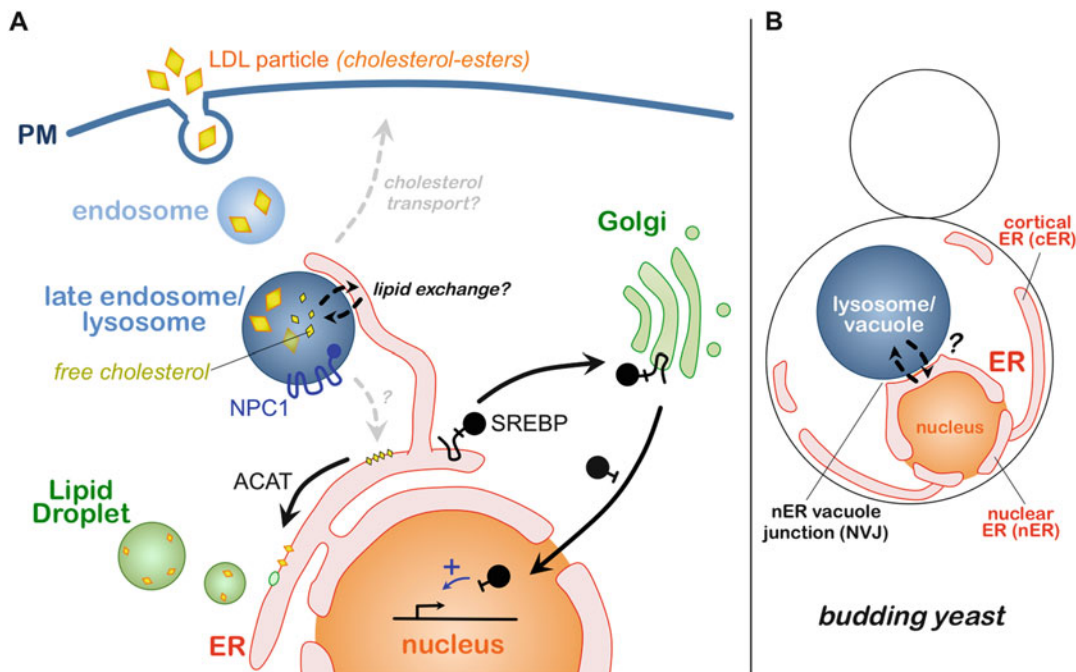 A
LDL particle (cholesterol-esters)
PM
endosome
cholesterol
transport?
Golgi
late endosome/
lysosome
lipid exchange?
free cholesterol
NPC1
?
SREBP
ACAT
Lipid
Droplet
+
ER
nucleus
B
cortical
ER (cER)
lysosome/
vacuole
?
ER
nucleus
nER vacuole
junction (NVJ)
nuclear
ER (nER)
budding yeast